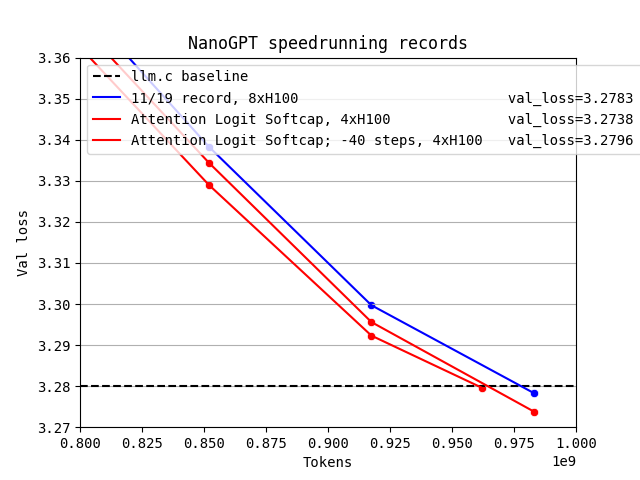 NanoGPT speedrunning records
llm.c baseline
11/19 record, 8xH100 val_loss=3.2783
Attention Logit Softcap, 4xH100 val_loss=3.2738
Attention Logit Softcap; -40 steps, 4xH100 val_loss=3.2796
3.36
3.35
3.34
3.33
3.32
3.31
3.30
3.29
3.28
3.27
Val loss
0.800 0.825 0.850 0.875 0.900 0.925 0.950 0.975 1.000
Tokens
1e9